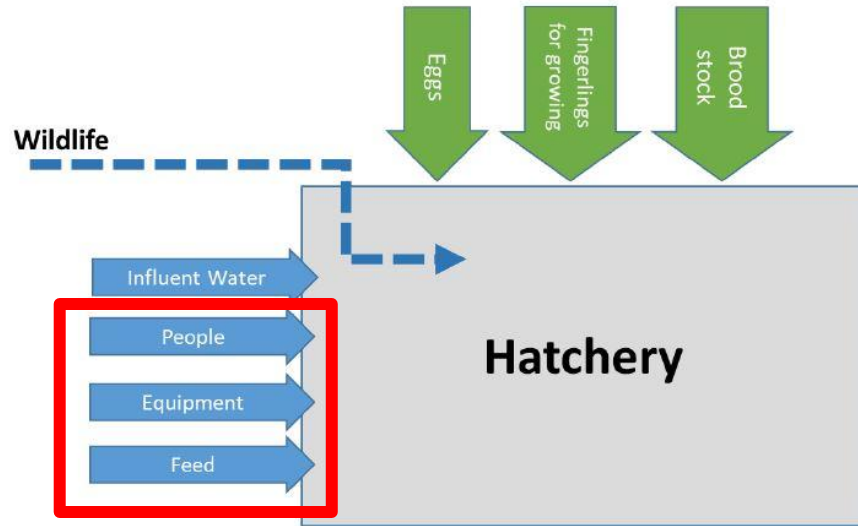 Eggs
Fingerlings
for growing
Brood
stock
Wildlife
Influent Water
People
Equipment
Feed
Hatchery